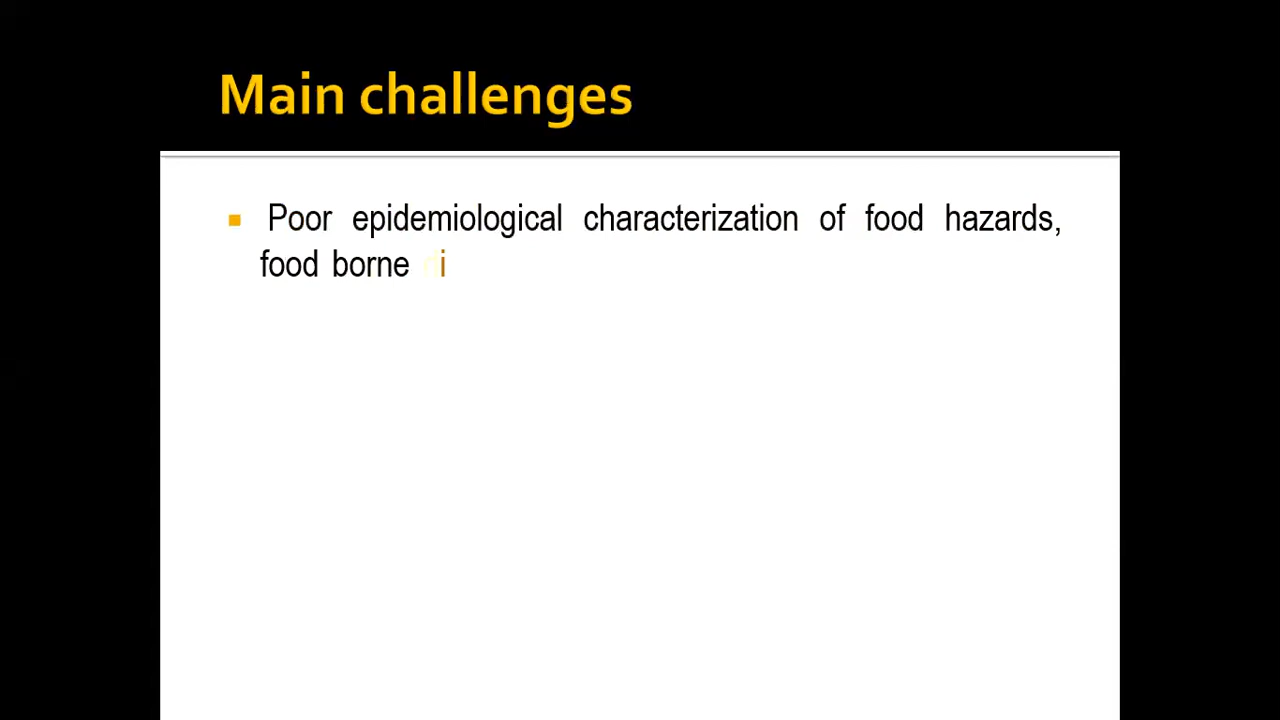 Main challenges
Poor epidemiological characterization of food hazards,
food borne di